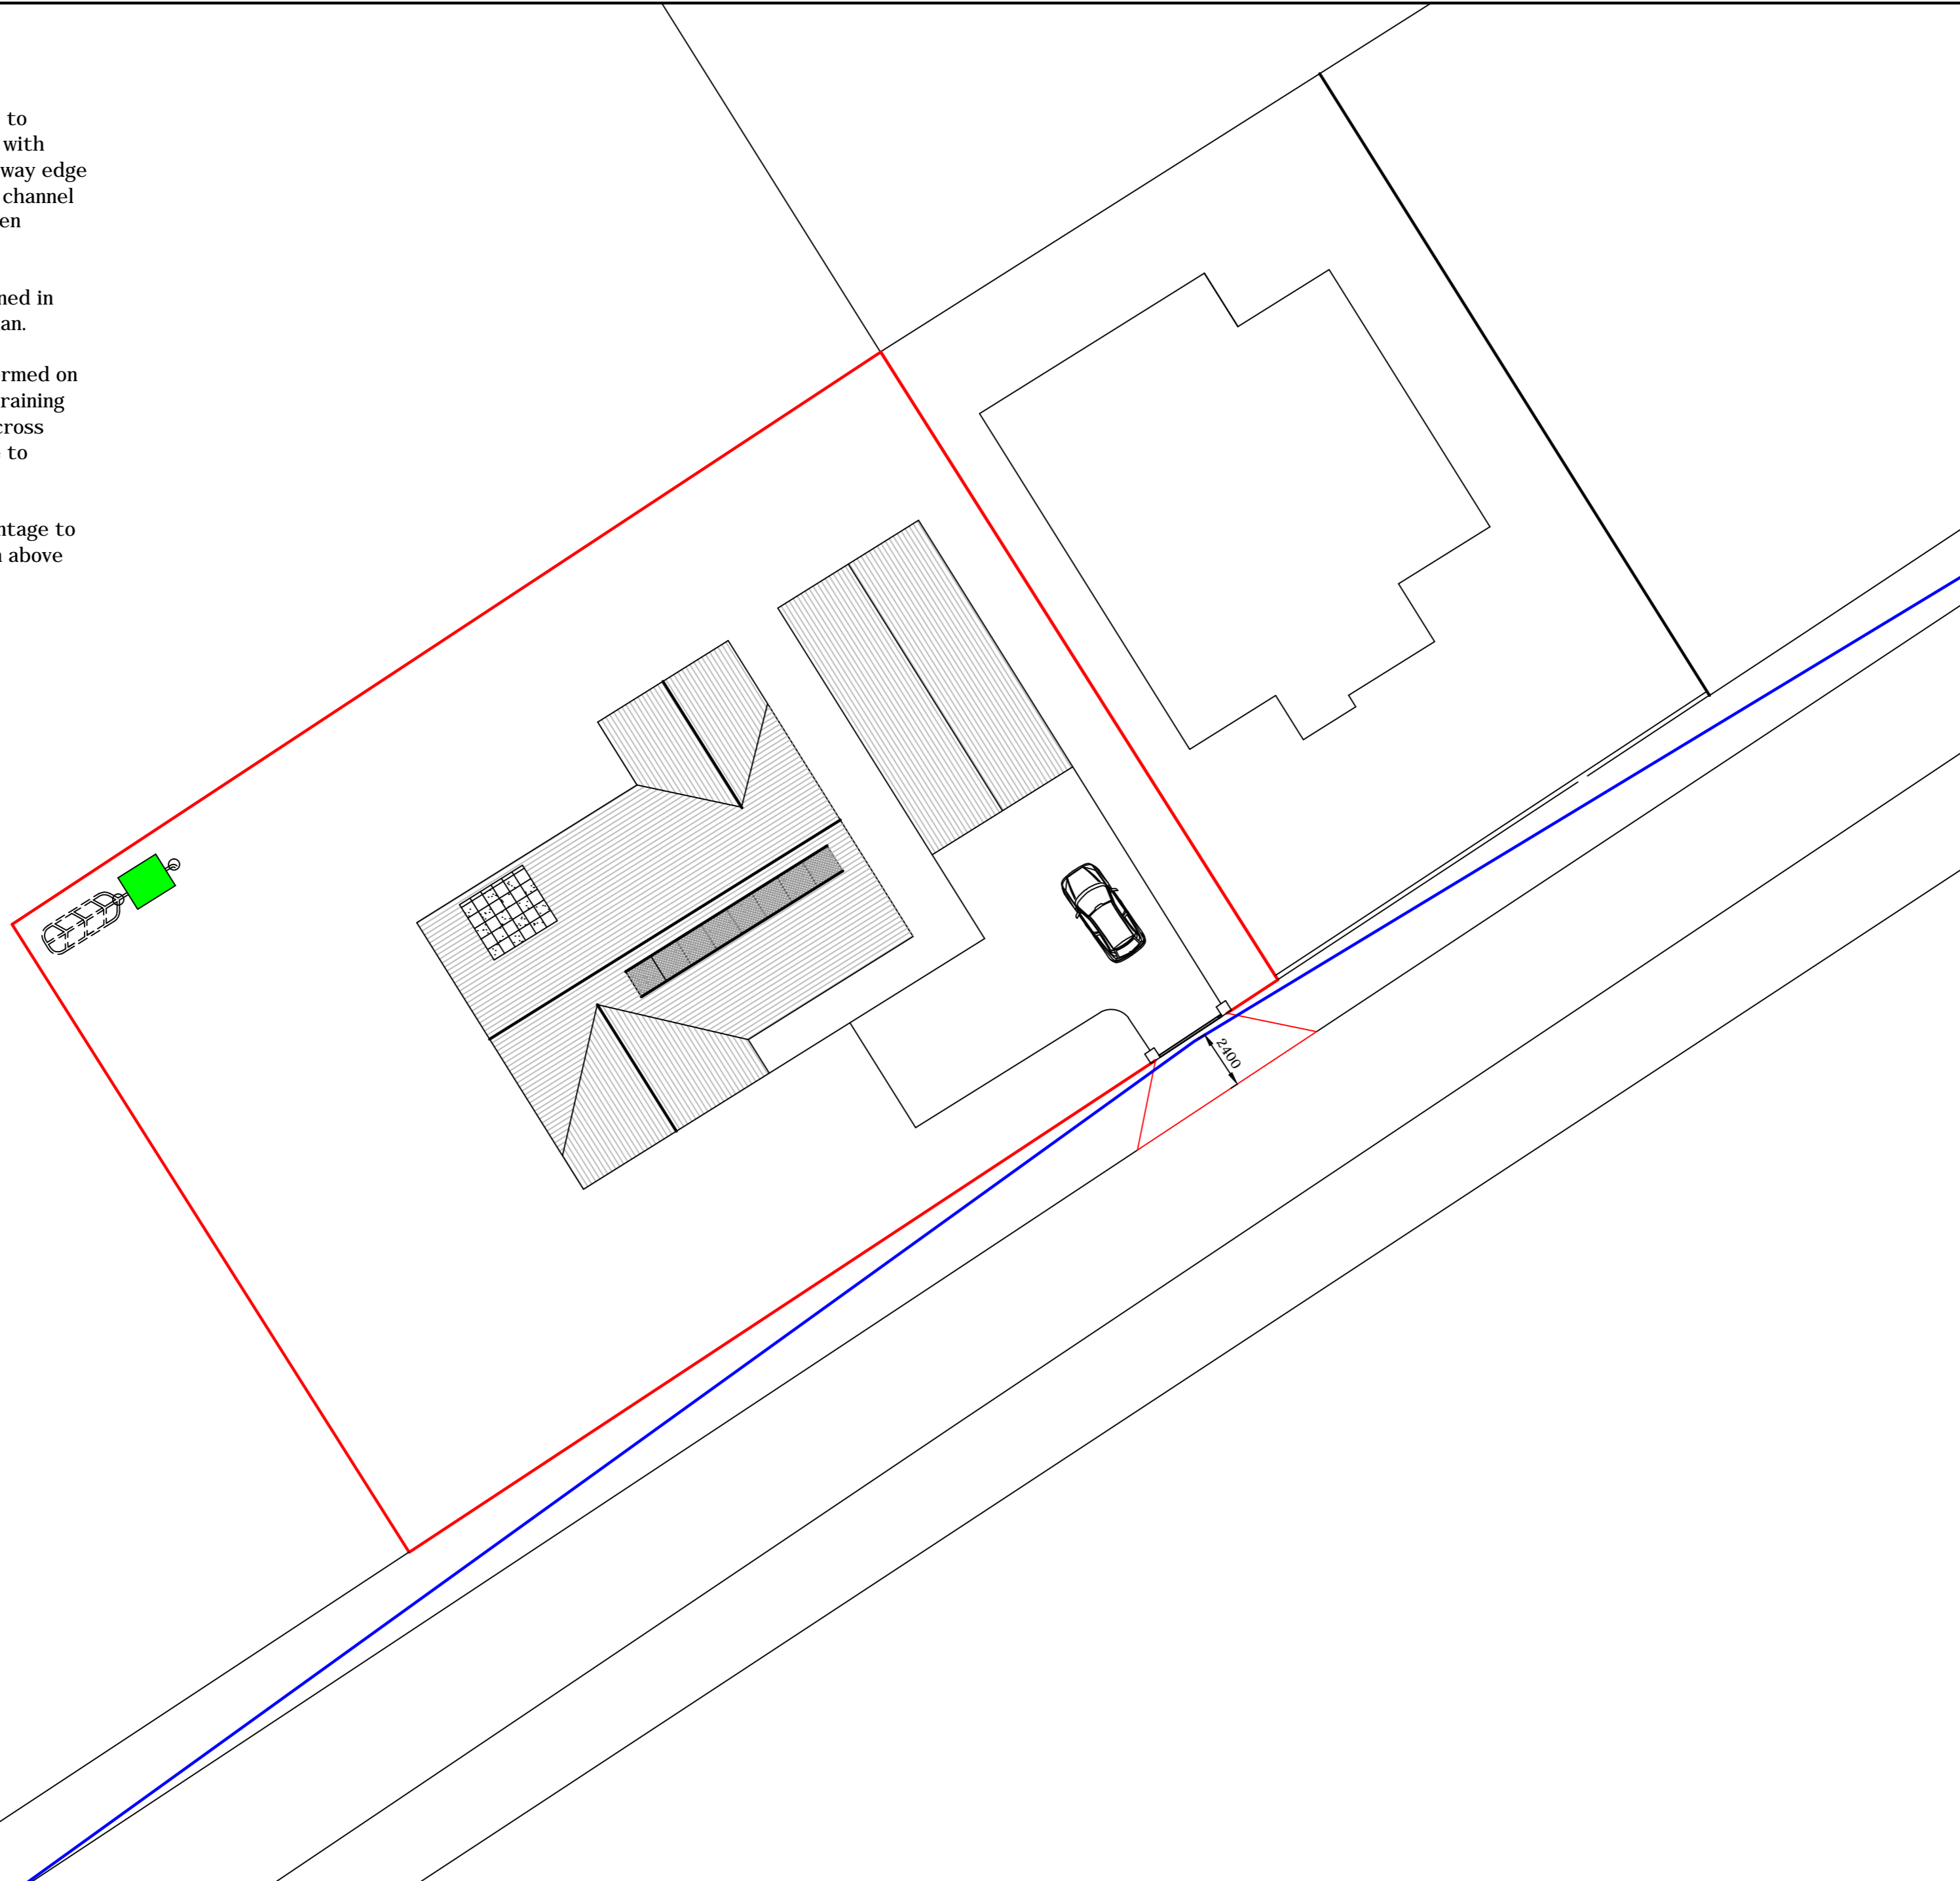 to
with
way edge
channel
en
ned in
an.
rmed on
raining
cross
to
ntage to
above
2400